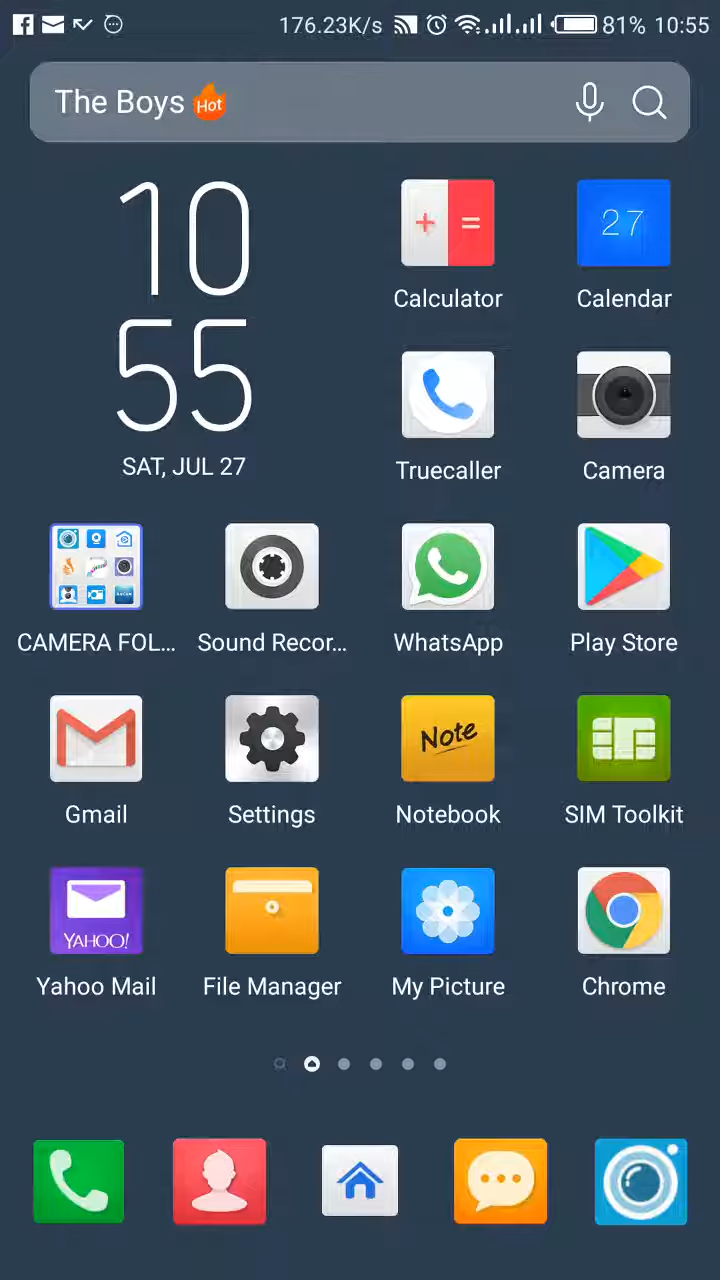 176.23K/s 81% 10:55
The Boys Hot
10
55
SAT, JUL 27
+ =
Calculator
27
Calendar
Truecaller
Camera
CAMERA FOL...
Sound Recor...
WhatsApp
Play Store
Gmail
Settings
Note
Notebook
SIM Toolkit
YAHOO!
Yahoo Mail
File Manager
My Picture
Chrome